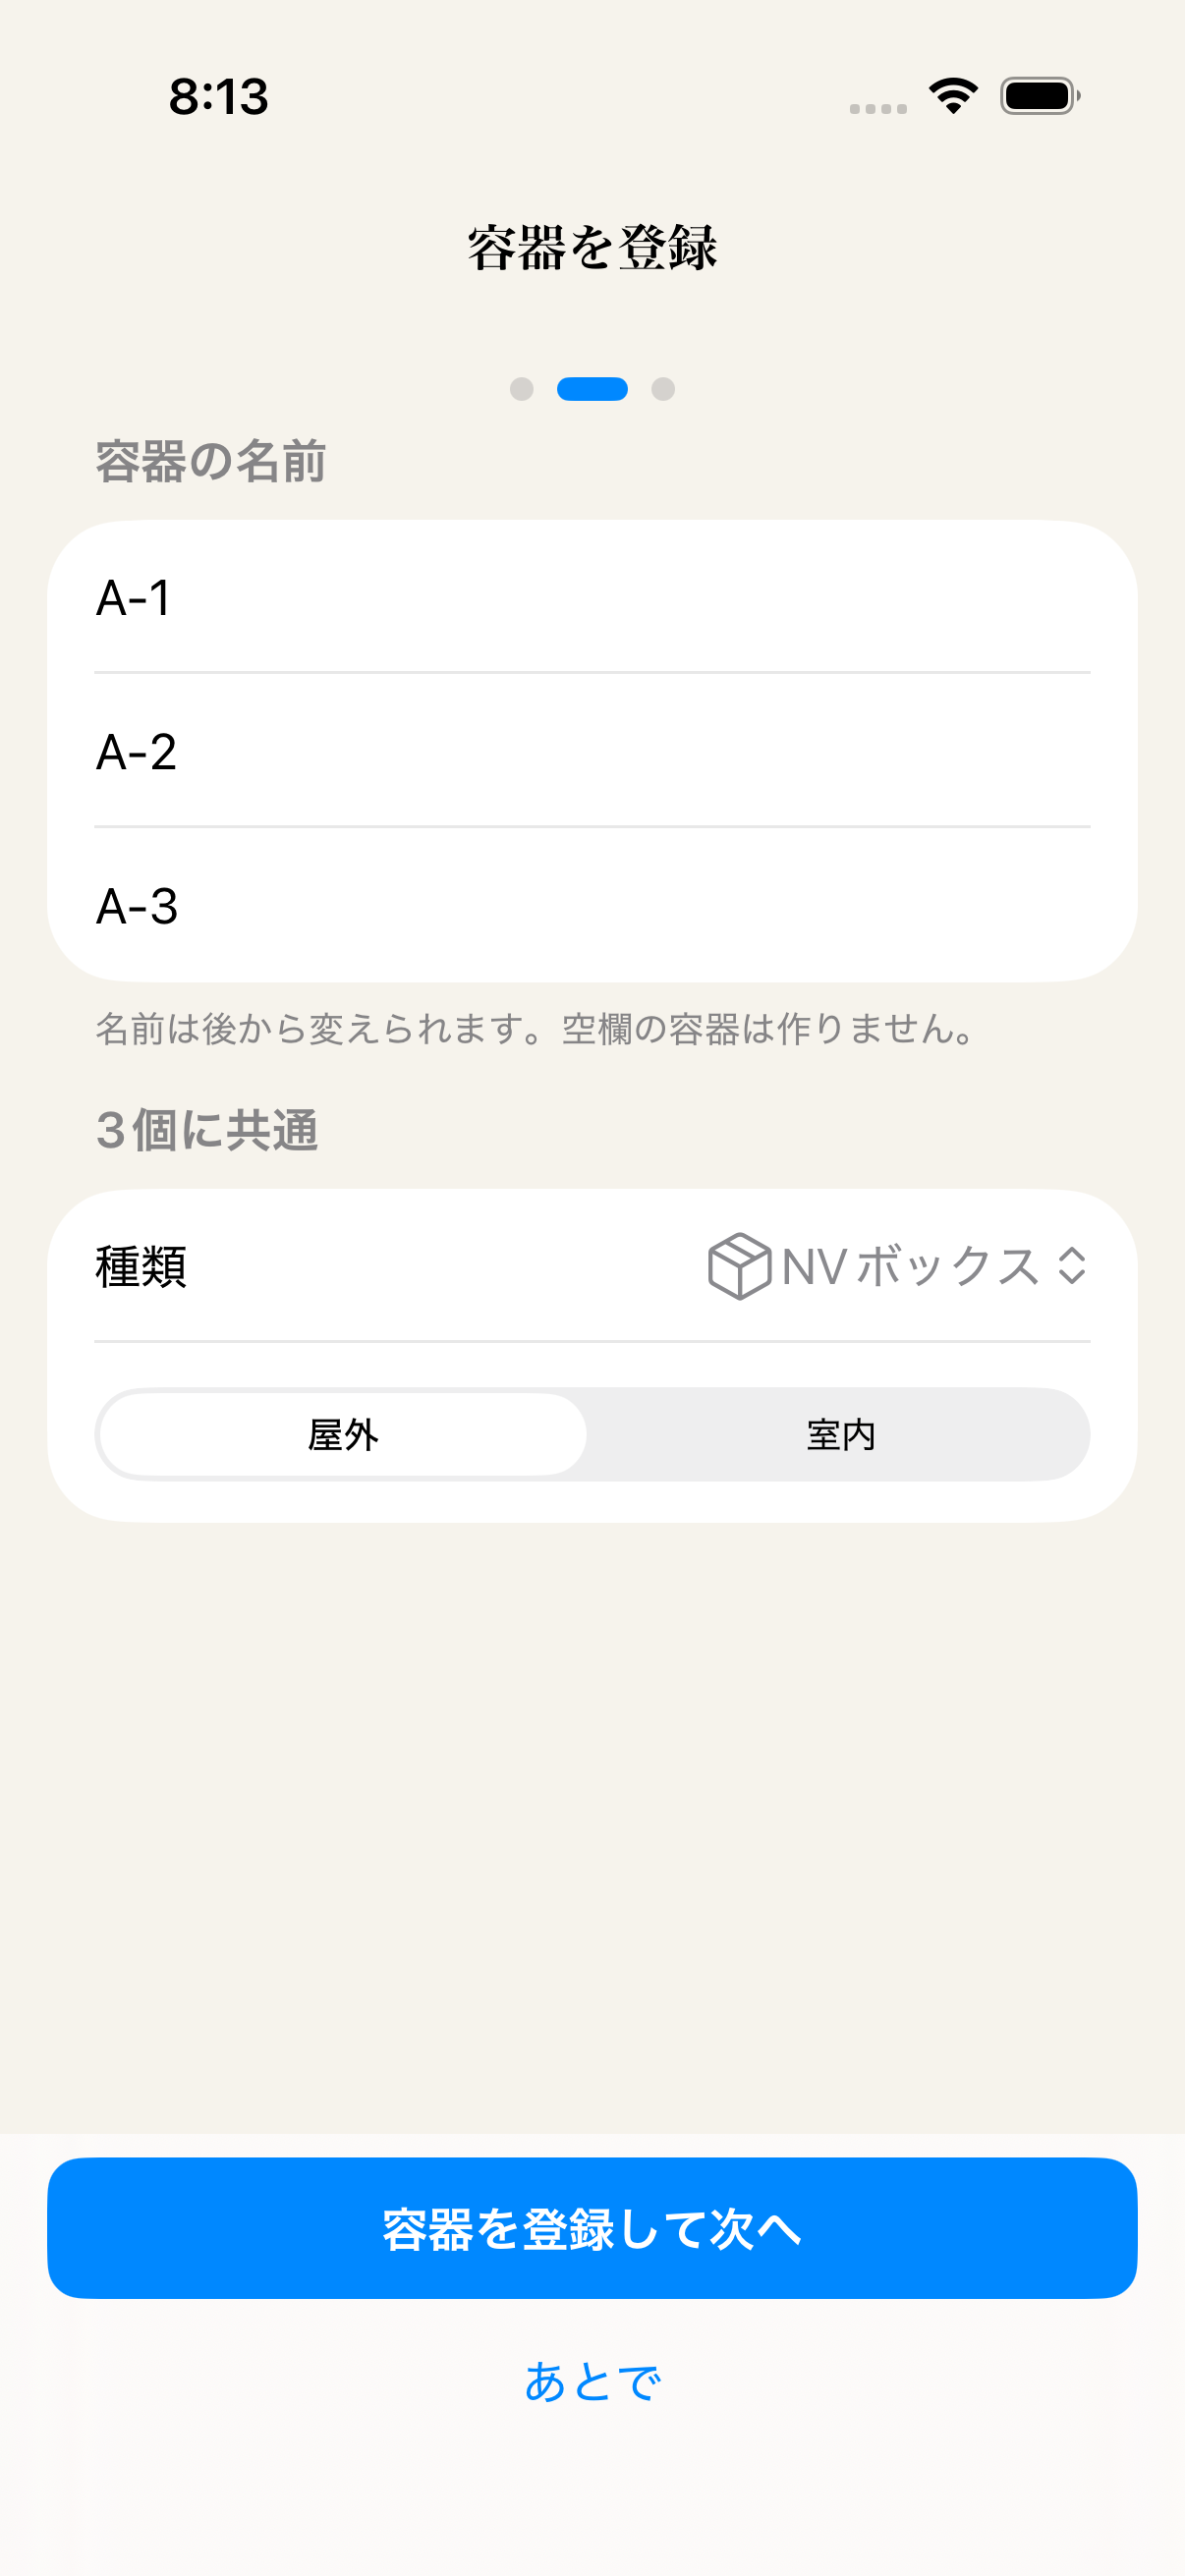 8:13
容器を登録
容器の名前
A-1
A-2
A-3
名前は後から変えられます。空欄の容器は作りません。
3個に共通
種類 NVボックス
屋外 室内
容器を登録して次へ
あとで